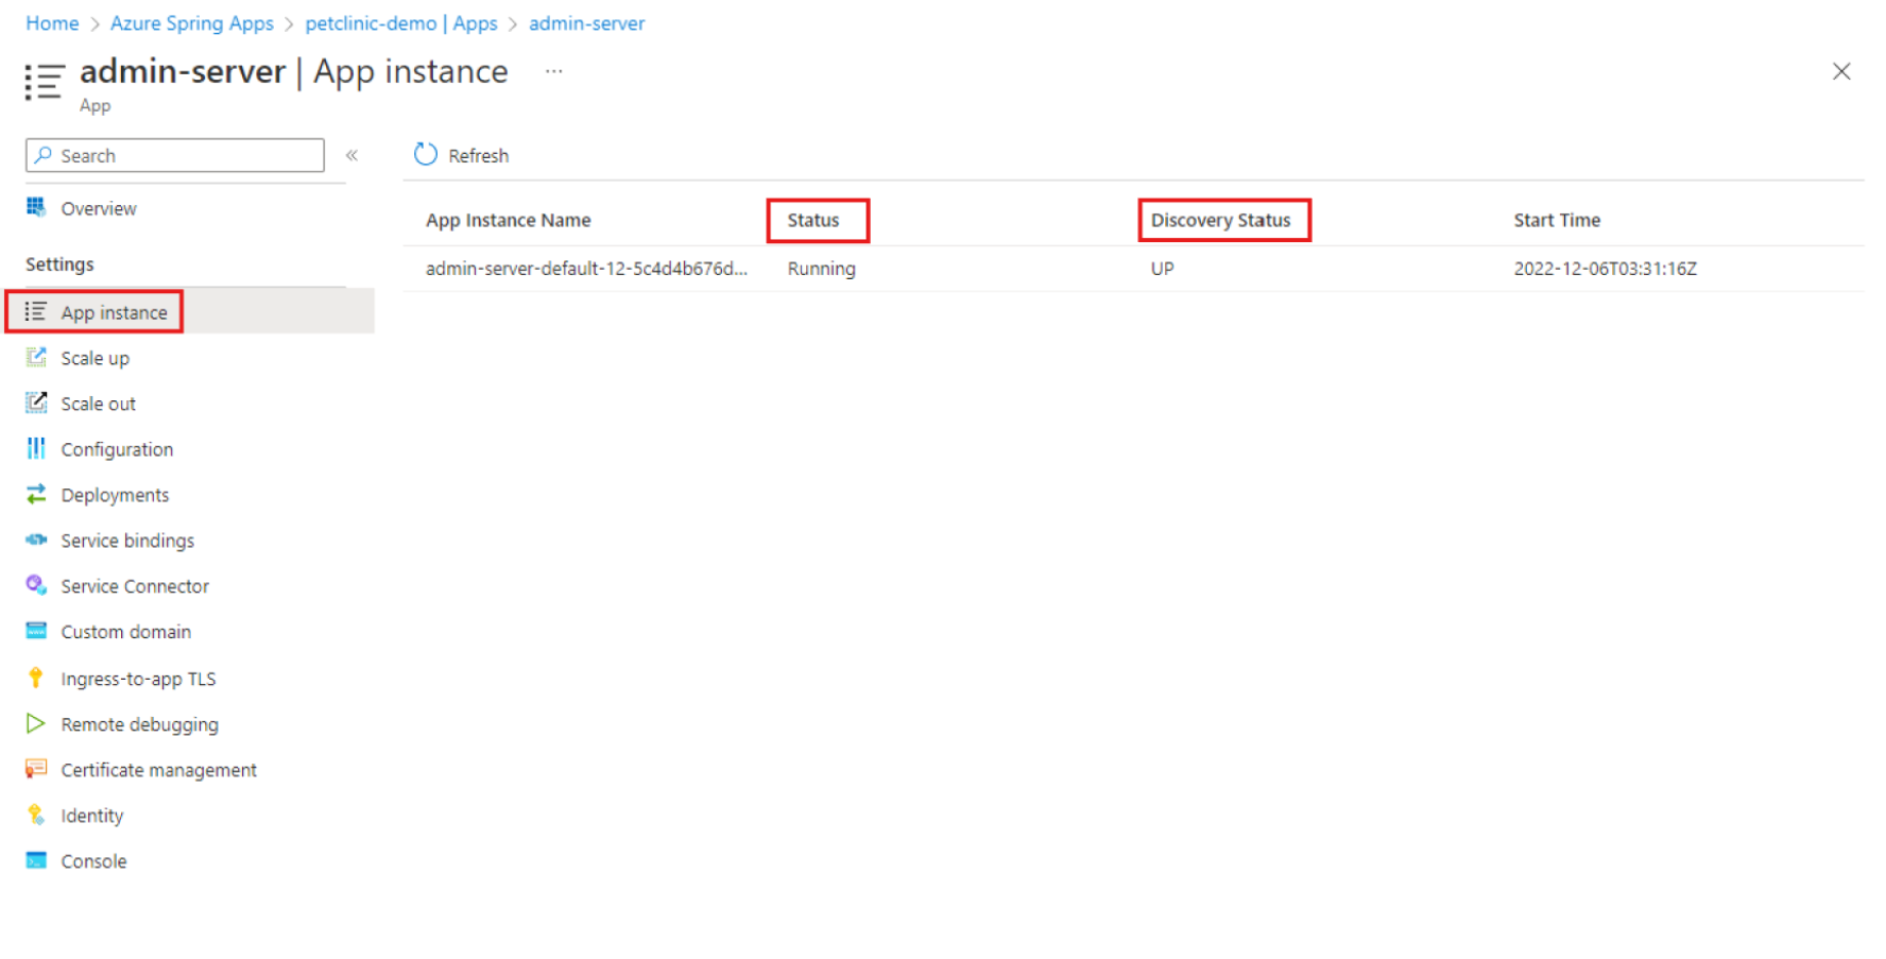 Home > Azure Spring Apps > petclinic-demo | Apps > admin-server
admin-server | App instance ...
App
Search «
Refresh
Overview
Settings
App instance
Scale up
Scale out
Configuration
Deployments
Service bindings
Service Connector
Custom domain
Ingress-to-app TLS
Remote debugging
Certificate management
Identity
Console
App Instance Name Status Discovery Status Start Time
admin-server-default-12-5c4d4b676d... Running UP 2022-12-06T03:31:16Z